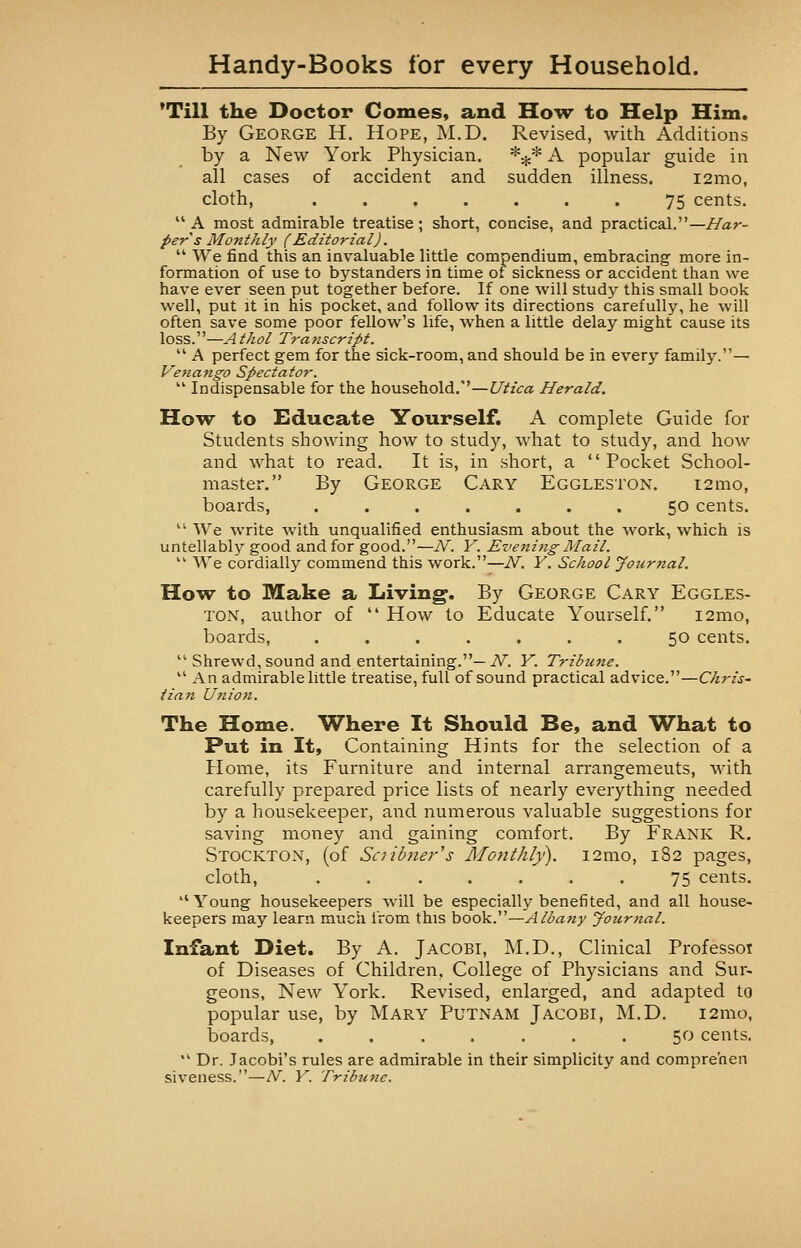 Handy-Books for every Household.
'Till the Doctor Comes, and How to Help Him.
By GEORGE H. HOPE, M.D. Revised, with Additions
by a New York Physician. *⁎* A popular guide in
all cases of accident and sudden illness. 12mo,
cloth, . . . . . . . 75 cents.
"A most admirable treatise; short, concise, and practical."—Har-
per's Monthly (Editorial).
"We find this an invaluable little compendium, embracing more in-
formation of use to bystanders in time of sickness or accident than we
have ever seen put together before. If one will study this small book
well, put it in his pocket, and follow its directions carefully, he will
often save some poor fellow's life, when a little delay might cause its
loss."—Athol Transcript.
"A perfect gem for the sick-room, and should be in every family."—
Venango Spectator.
"Indispensable for the household."—Utica Herald.
How to Educate Yourself. A complete Guide for
Students showing how to study, what to study, and how
and what to read. It is, in short, a "Pocket School-
master." By GEORGE CARY EGGLESTON. 12mo,
boards, . . . . . . . 50 cents.
"We write with unqualified enthusiasm about the work, which is
untellably good and for good."—N. Y. Evening Mail.
"We cordially commend this work."—N. Y. School Journal.
How to Make a Living. By GEORGE CARY EGGLES-
TON, author of "How to Educate Yourself." 12mo,
boards, . . . . . . . 50 cents.
"Shrewd, sound and entertaining."—N. Y. Tribune.
"An admirable little treatise, full of sound practical advice."—Chris-
tian Union.
The Home. Where It Should Be, and What to
Put in It, Containing Hints for the selection of a
Home, its Furniture and internal arrangemeuts, with
carefully prepared price lists of nearly everything needed
by a housekeeper, and numerous valuable suggestions for
saving money and gaining comfort. By FRANK R.
STOCKTON, (of Scribner's Monthly). 12mo, 182 pages,
cloth, . . . . . . . 75 cents.
"Young housekeepers will be especially benefited, and all house-
keepers may learn much from this book."—Albany Journal.
Infant Diet. By A. JACOBI, M.D., Clinical Professor
of Diseases of Children, College of Physicians and Sur-
geons, New York. Revised, enlarged, and adapted to
popular use, by MARY PUTNAM JACOBI, M.D. 12mo,
boards, . . . . . . . 50 cents.
"Dr. Jacobi's rules are admirable in their simplicity and comprehen
siveness."—N. Y. Tribune.